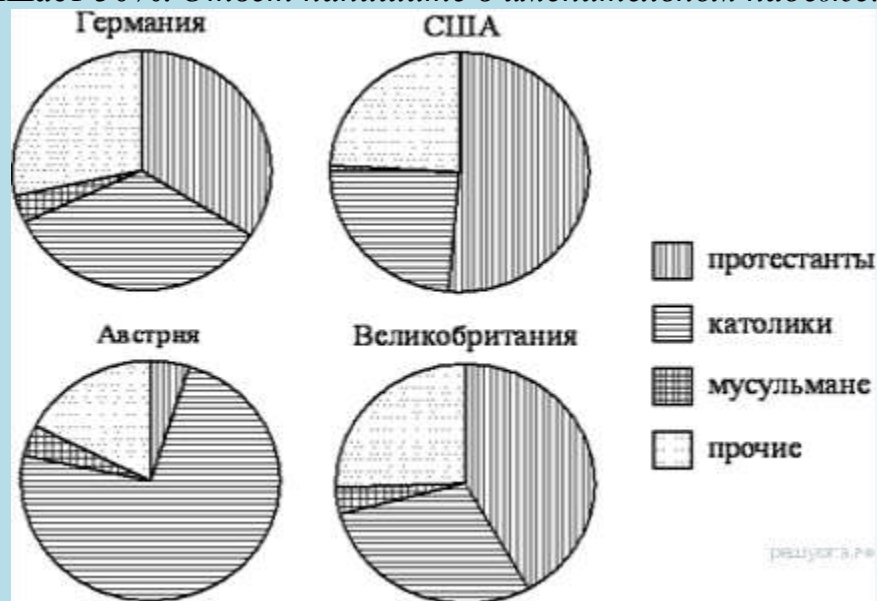 Германия
США
протестанты
католики
мусульмане
прочие
Австрия
Великобритания